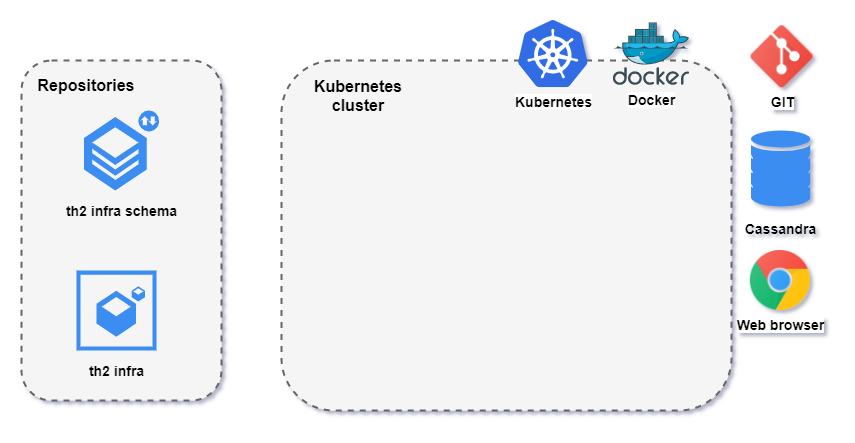 Repositories
th2 infra schema
th2 infra
Kubernetes
cluster
Kubernetes
docker
Docker
GIT
Cassandra
Web browser